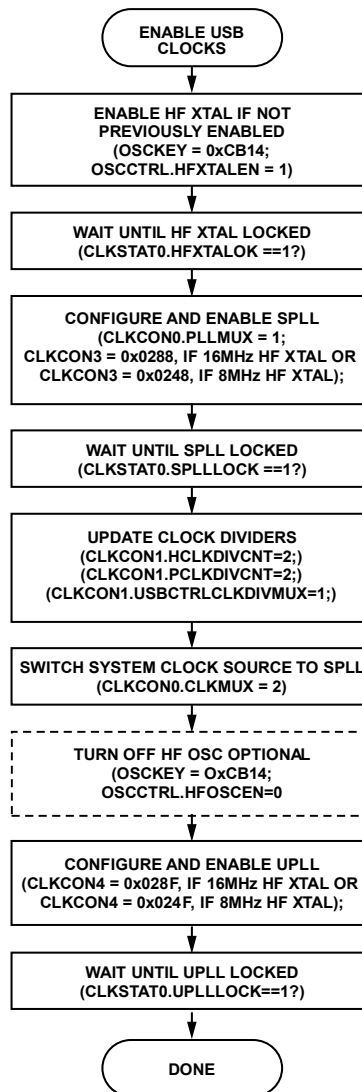 ENABLE USB
CLOCKS
ENABLE HF XTAL IF NOT
PREVIOUSLY ENABLED
(OSCKEY = 0xCB14;
OSCCTRL.HFXTALEN = 1)
WAIT UNTIL HF XTAL LOCKED
(CLKSTAT0.HFXTALOK ==1?)
CONFIGURE AND ENABLE SPLL
(CLKCON0.PLLMUX = 1;
CLKCON3 = 0x0288, IF 16MHz HF XTAL OR
CLKCON3 = 0x0248, IF 8MHz HF XTAL);
WAIT UNTIL SPLL LOCKED
(CLKSTAT0.SPLLLOCK ==1?)
UPDATE CLOCK DIVIDERS
(CLKCON1.HCLKDIVCNT=2;)
(CLKCON1.PCLKDIVCNT=2;)
(CLKCON1.USBCTRLCLKDIVMUX=1;)
SWITCH SYSTEM CLOCK SOURCE TO SPLL
(CLKCON0.CLKMUX = 2)
TURN OFF HF OSC OPTIONAL
(OSCKEY = OxCB14;
OSCCTRL.HFOSCEN=0
CONFIGURE AND ENABLE UPLL
(CLKCON4 = 0x028F, IF 16MHz HF XTAL OR
CLKCON4 = 0x024F, IF 8MHz HF XTAL);
WAIT UNTIL UPLL LOCKED
(CLKSTAT0.UPLLLOCK==1?)
DONE